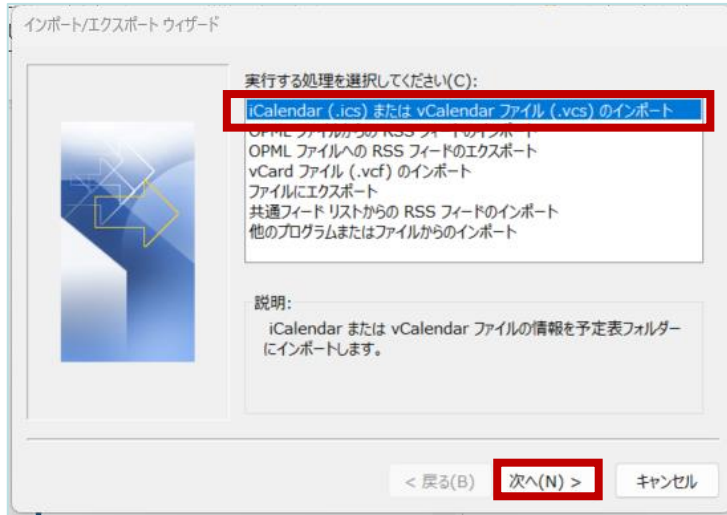 インポート/エクスポート ウィザード
実行する処理を選択してください(C):
iCalendar (.ics) または vCalendar ファイル (.vcs) のインポート
OPML ファイルからの RSS フィードのインポート
OPML ファイルへの RSS フィードのエクスポート
vCard ファイル (.vcf) のインポート
ファイルにエクスポート
共通フィード リストからの RSS フィードのインポート
他のプログラムまたはファイルからのインポート
説明:
iCalendar または vCalendar ファイルの情報を予定表フォルダー
にインポートします。
< 戻る(B) 次へ(N) > キャンセル